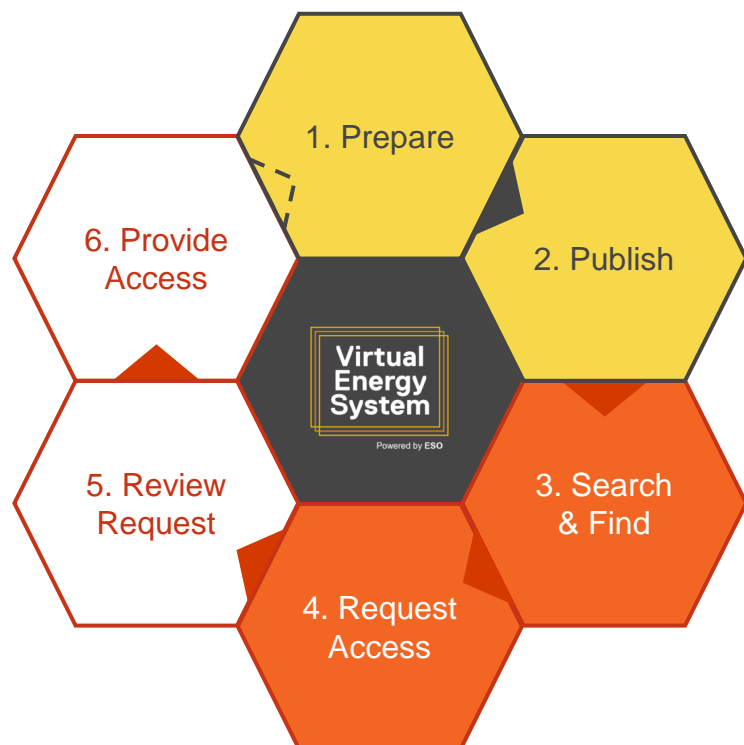 1. Prepare
2. Publish
3. Search
& Find
4. Request
Access
5. Review
Request
6. Provide
Access
Virtual
Energy
System
Powered by ESO